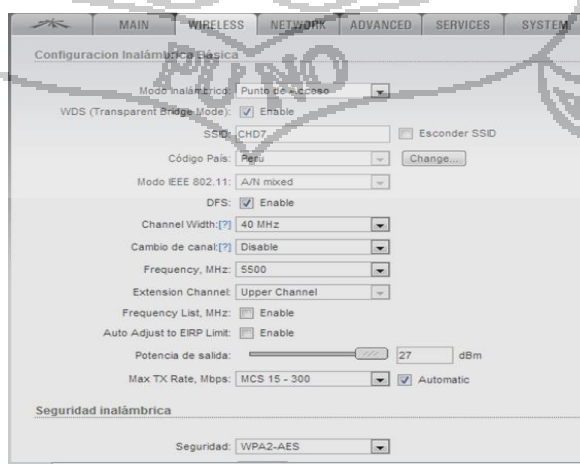 MAIN WIRELESS NETWORK ADVANCED SERVICES SYSTEM
Configuracion Inalámbrica Básica
PUNO
Modo Inalámbrico: Punto de Acceso
WDS (Transparent Bridge Mode): Enable
SSID: CHD7 Esconder SSID
Código País: Perú Change...
Modo IEEE 802.11: A/N mixed
DFS: Enable
Channel Width:[?] 40 MHz
Cambio de canal:[?] Disable
Frequency, MHz: 5500
Extension Channel: Upper Channel
Frequency List, MHz: Enable
Auto Adjust to EIRP Limit: Enable
Potencia de salida: 27 dBm
Max TX Rate, Mbps: MCS 15 - 300 Automatic
Seguridad inalámbrica
Seguridad: WPA2-AES